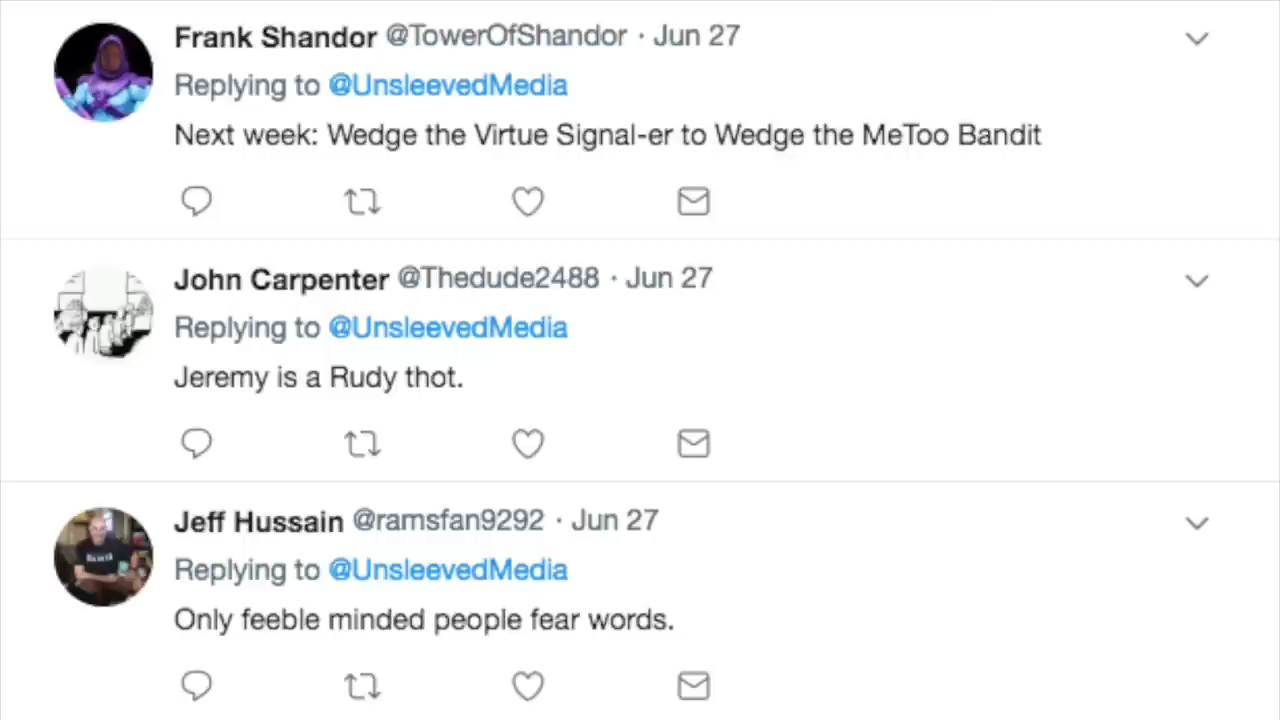 Frank Shandor @TowerOfShandor · Jun 27
Replying to @UnsleevedMedia
Next week: Wedge the Virtue Signal-er to Wedge the MeToo Bandit
John Carpenter @Thedude2488 · Jun 27
Replying to @UnsleevedMedia
Jeremy is a Rudy thot.
Jeff Hussain @ramsfan9292 · Jun 27
Replying to @UnsleevedMedia
Only feeble minded people fear words.